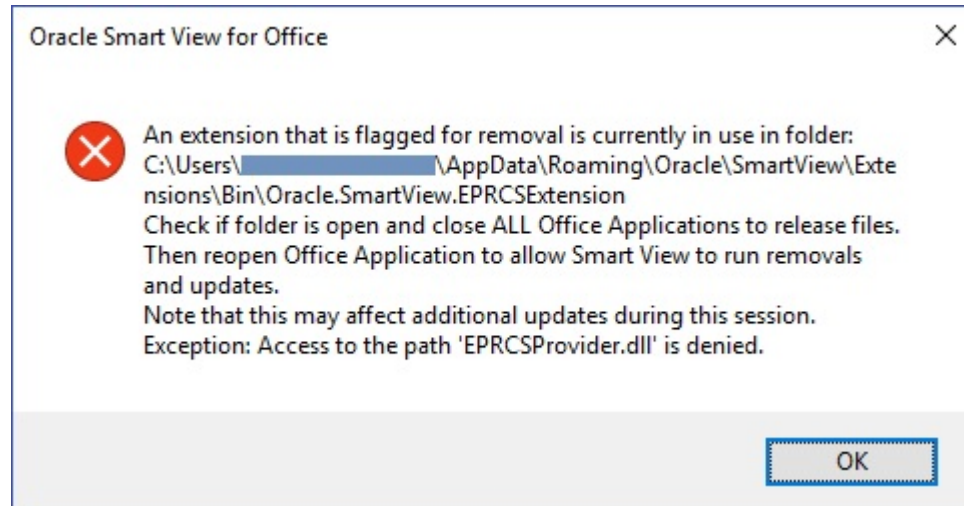 Oracle Smart View for Office
An extension that is flagged for removal is currently in use in folder:
C:\Users\ \AppData\Roaming\Oracle\SmartView\Exte
nsions\Bin\Oracle.SmartView.EPRCSExtension
Check if folder is open and close ALL Office Applications to release files.
Then reopen Office Application to allow Smart View to run removals
and updates.
Note that this may affect additional updates during this session.
Exception: Access to the path 'EPRCSProvider.dll' is denied.
OK